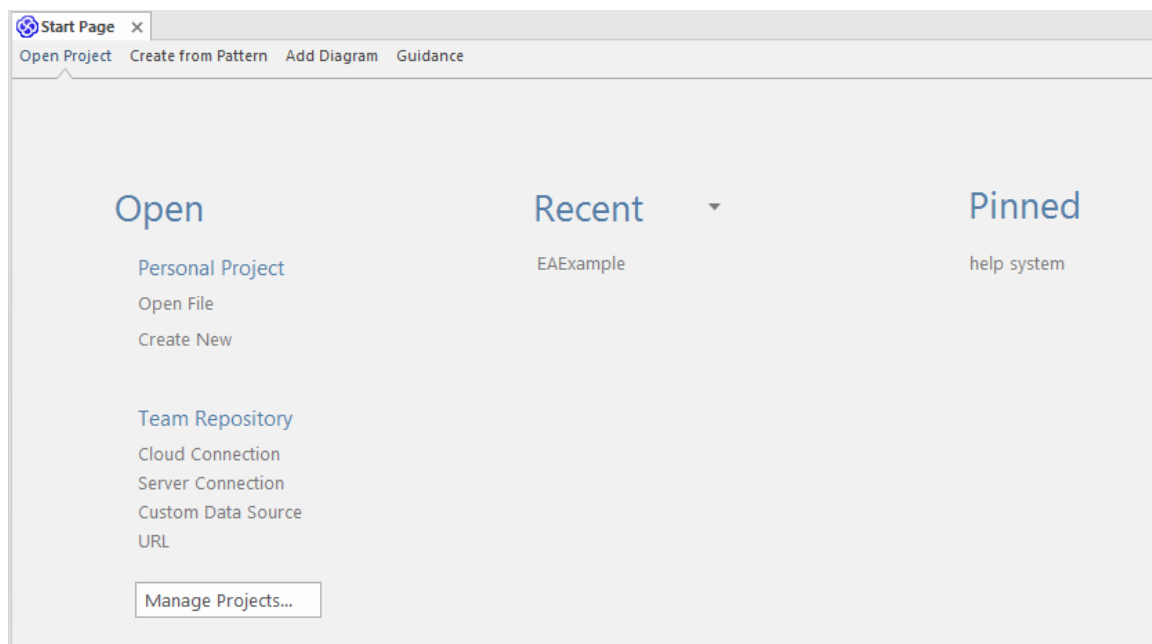 Start Page
Open Project Create from Pattern Add Diagram Guidance
Open
Personal Project
Open File
Create New
Team Repository
Cloud Connection
Server Connection
Custom Data Source
URL
Manage Projects...
Recent
EAExample
Pinned
help system